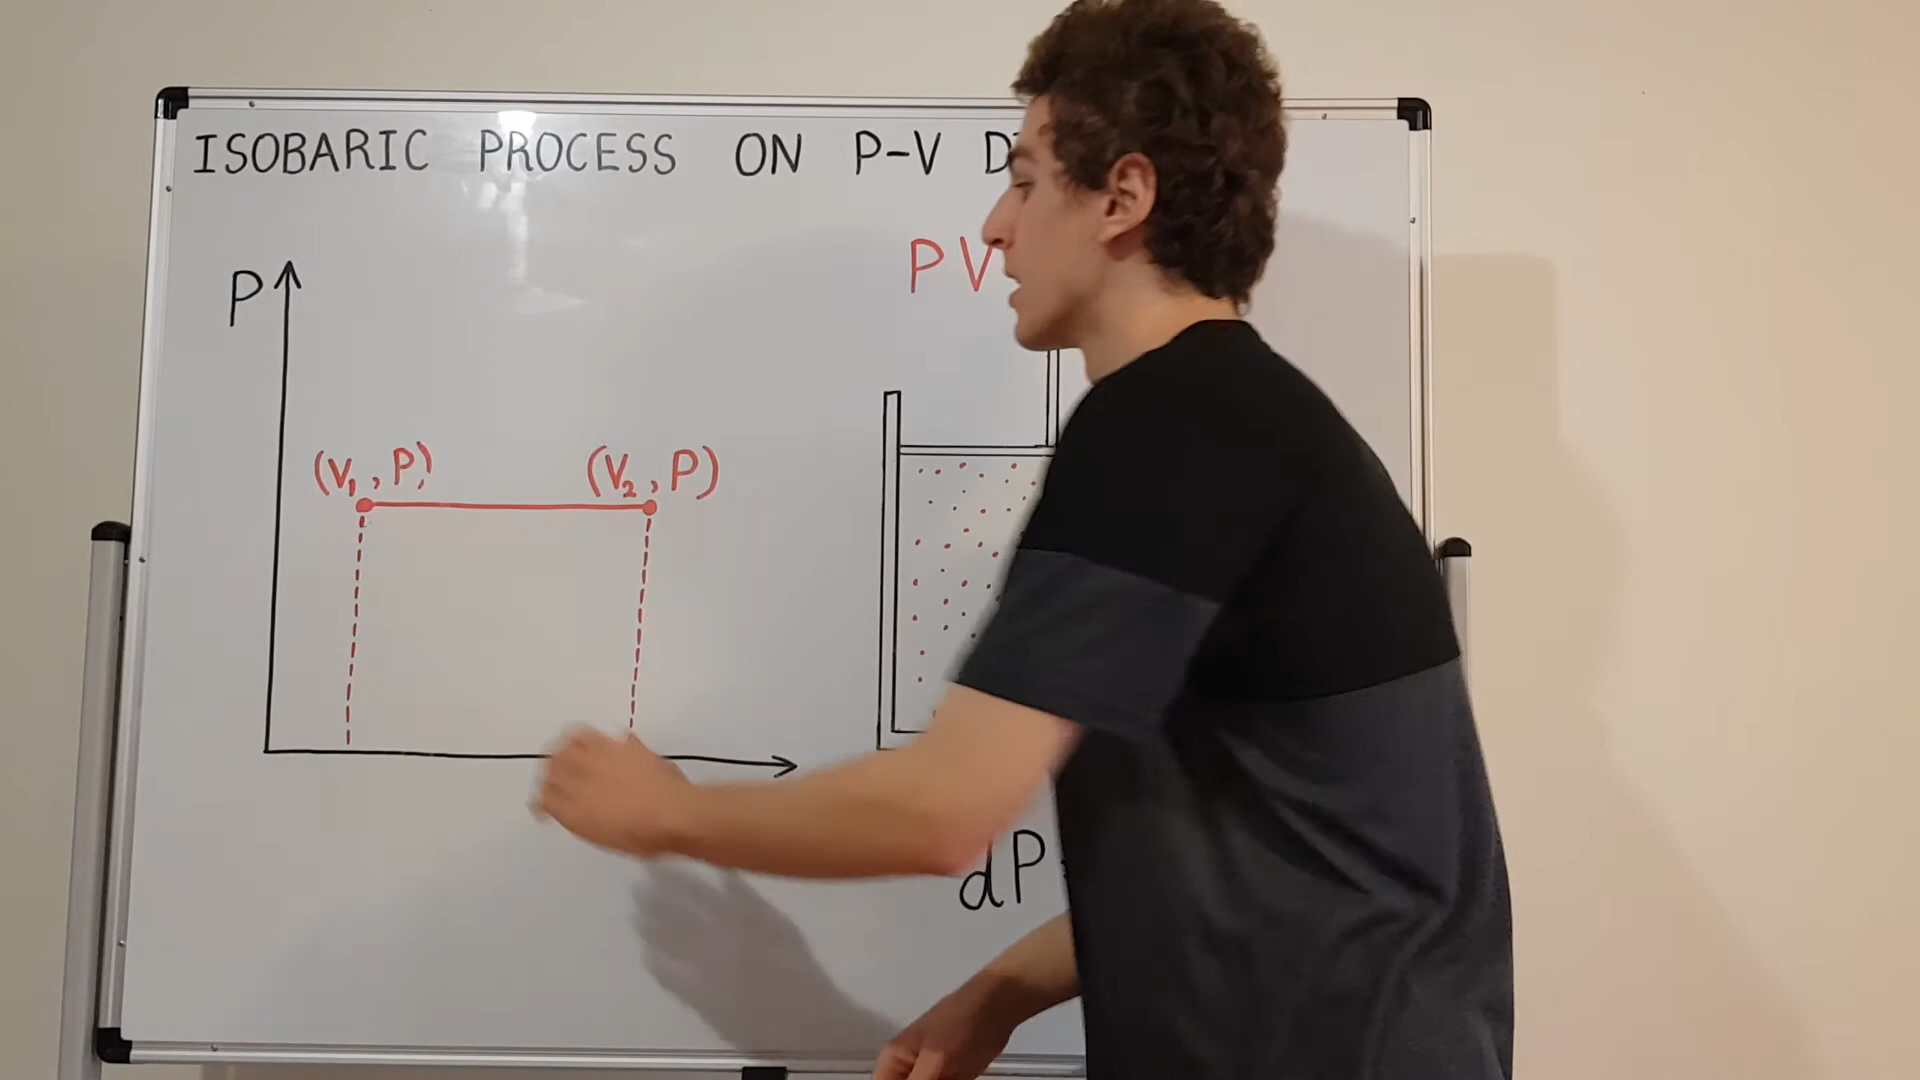 ISOBARIC PROCESS ON P-V D
P
PV
(V₁, P)
(V₂, P)
dP